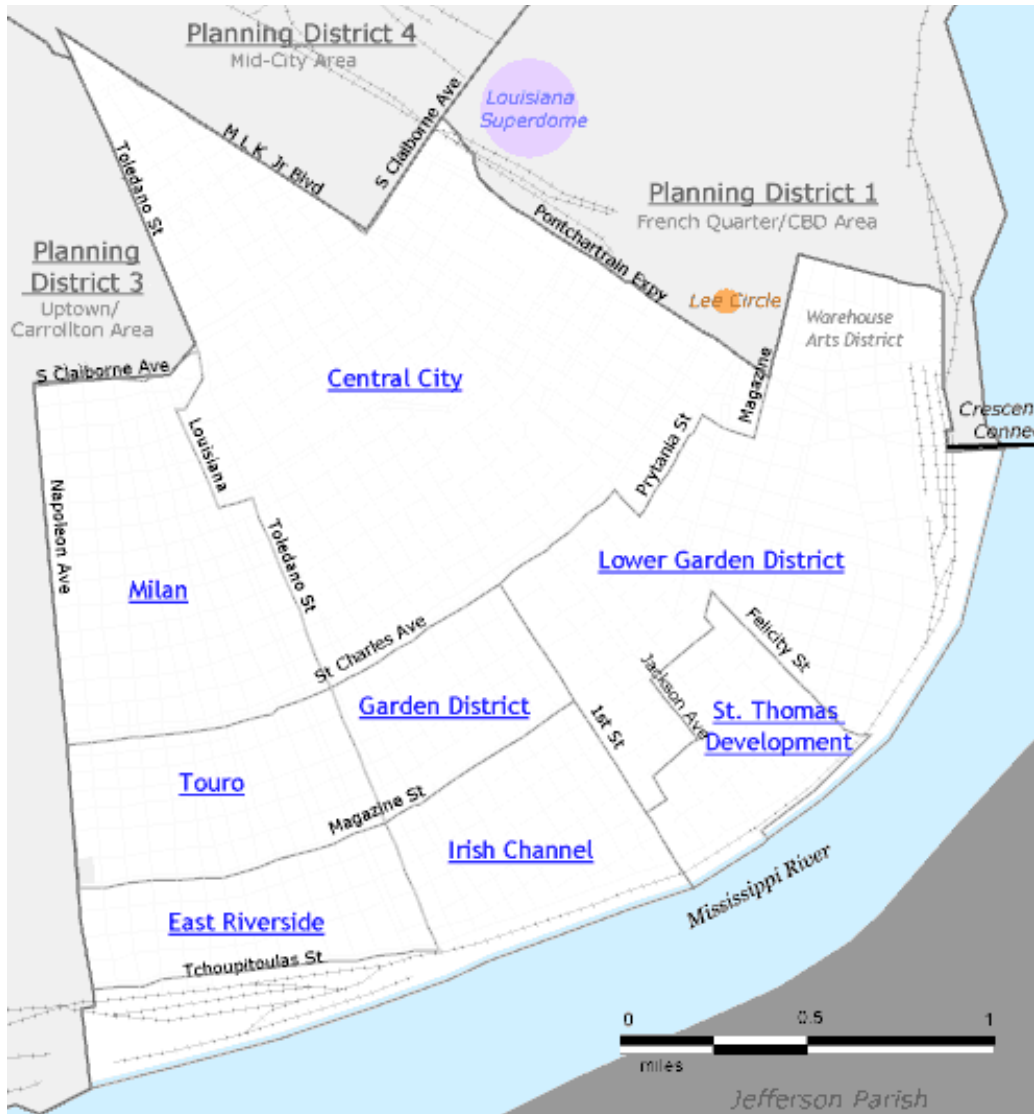 Planning District 4
Mid-City Area
Louisiana
Superdome
S Claiborne Ave
M L K Jr Blvd
Toledano St
Planning District 1
French Quarter/CBD Area
Pontchartrain Expy
Planning
District 3
Uptown/
Carrollton Area
Lee Circle
Warehouse
Arts District
Magazine
S Claiborne Ave
Central City
Crescen
Conne
Louisiana
Prytania St
Napoleon Ave
Toledano St
Milan
Lower Garden District
St Charles Ave
Felicity St
Jackson Ave
Garden District
1st St
St. Thomas
Development
Touro
Magazine St
Irish Channel
Mississippi River
East Riverside
Tchoupitoulas St
0 0.5 1
miles
Jefferson Parish